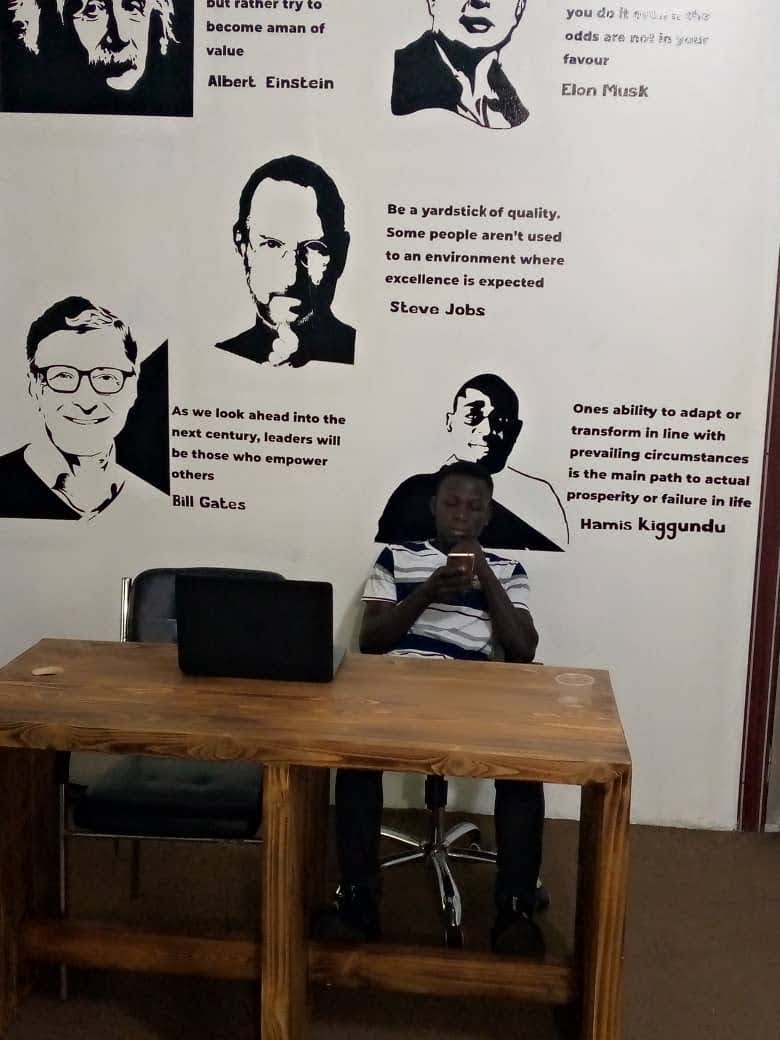 but rather try to
become aman of
value
Albert Einstein
you do it even if the
odds are not in your
favour
Elon Musk
Be a yardstick of quality.
Some people aren't used
to an environment where
excellence is expected
Steve Jobs
As we look ahead into the
next century, leaders will
be those who empower
others
Bill Gates
Ones ability to adapt or
transform in line with
prevailing circumstances
is the main path to actual
prosperity or failure in life
Hamis Kiggundu